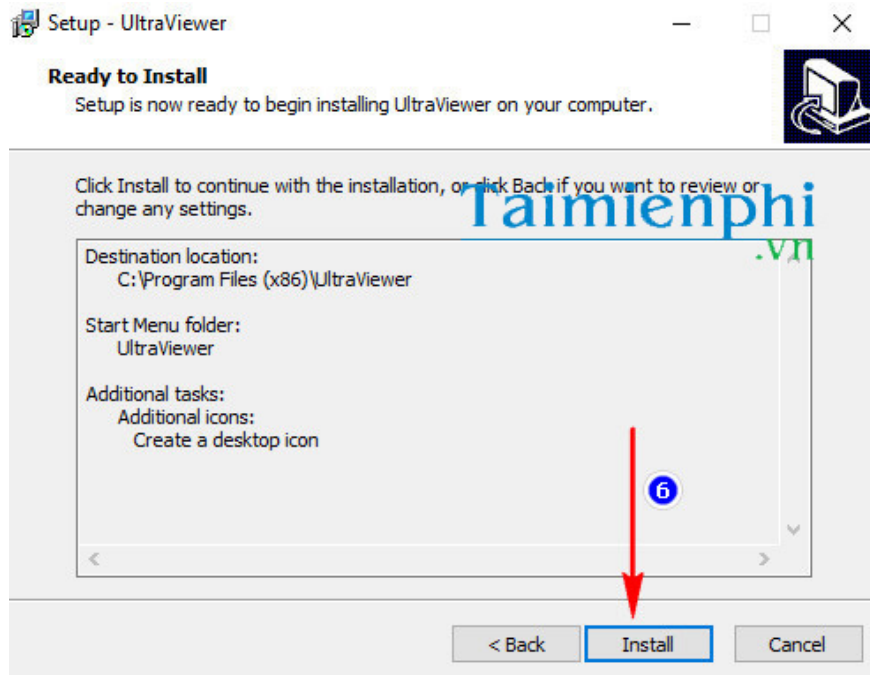 Setup - UltraViewer
Ready to Install
Setup is now ready to begin installing UltraViewer on your computer.
Click Install to continue with the installation, or click Back if you want to review or
change any settings.
Taimienphi
.vn
Destination location:
C:\Program Files (x86)\UltraViewer
Start Menu folder:
UltraViewer
Additional tasks:
Additional icons:
Create a desktop icon
6
< Back
Install
Cancel